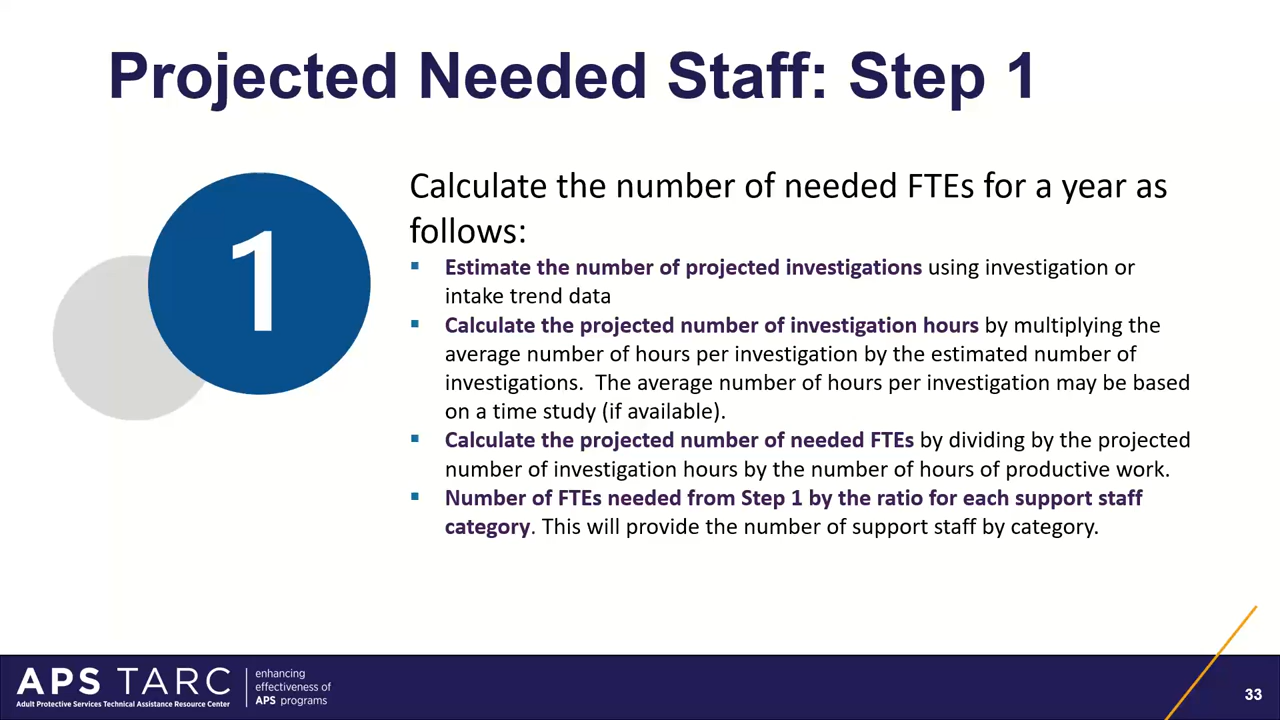 Projected Needed Staff: Step 1
1
Calculate the number of needed FTEs for a year as
follows:
▪ Estimate the number of projected investigations using investigation or
intake trend data
▪ Calculate the projected number of investigation hours by multiplying the
average number of hours per investigation by the estimated number of
investigations.  The average number of hours per investigation may be based
on a time study (if available).
▪ Calculate the projected number of needed FTEs by dividing by the projected
number of investigation hours by the number of hours of productive work.
▪ Number of FTEs needed from Step 1 by the ratio for each support staff
category. This will provide the number of support staff by category.
APS TARC
Adult Protective Services Technical Assistance Resource Center
enhancing
effectiveness of
APS programs
33